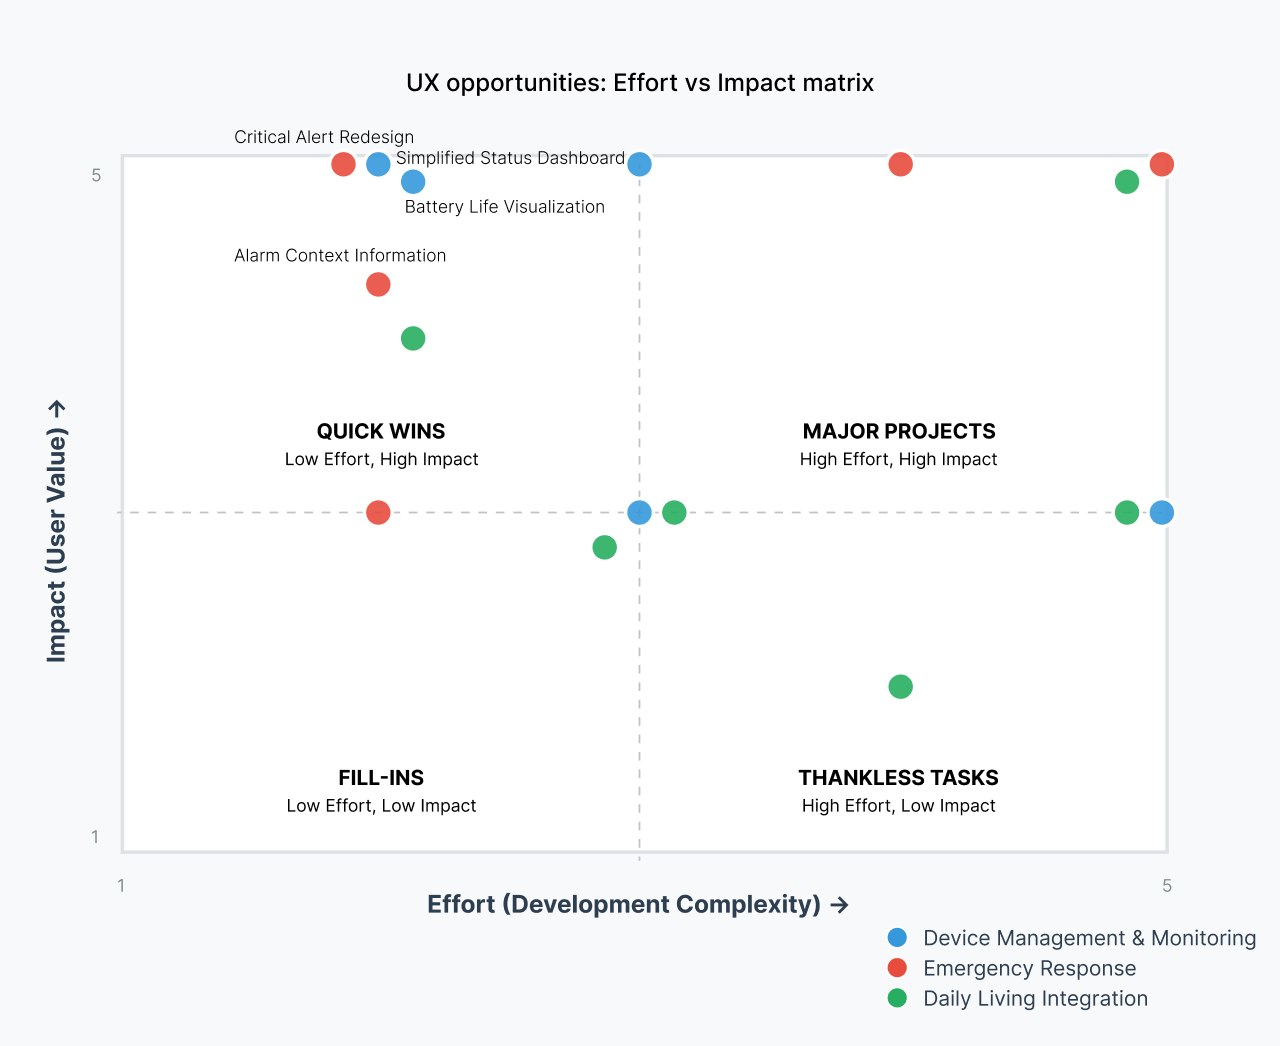 UX opportunities: Effort vs Impact matrix
Critical Alert Redesign
Simplified Status Dashboard
5
Battery Life Visualization
Alarm Context Information
Impact (User Value) →
QUICK WINS
Low Effort, High Impact
MAJOR PROJECTS
High Effort, High Impact
FILL-INS
Low Effort, Low Impact
THANKLESS TASKS
High Effort, Low Impact
1
1
5
Effort (Development Complexity) →
Device Management & Monitoring
Emergency Response
Daily Living Integration